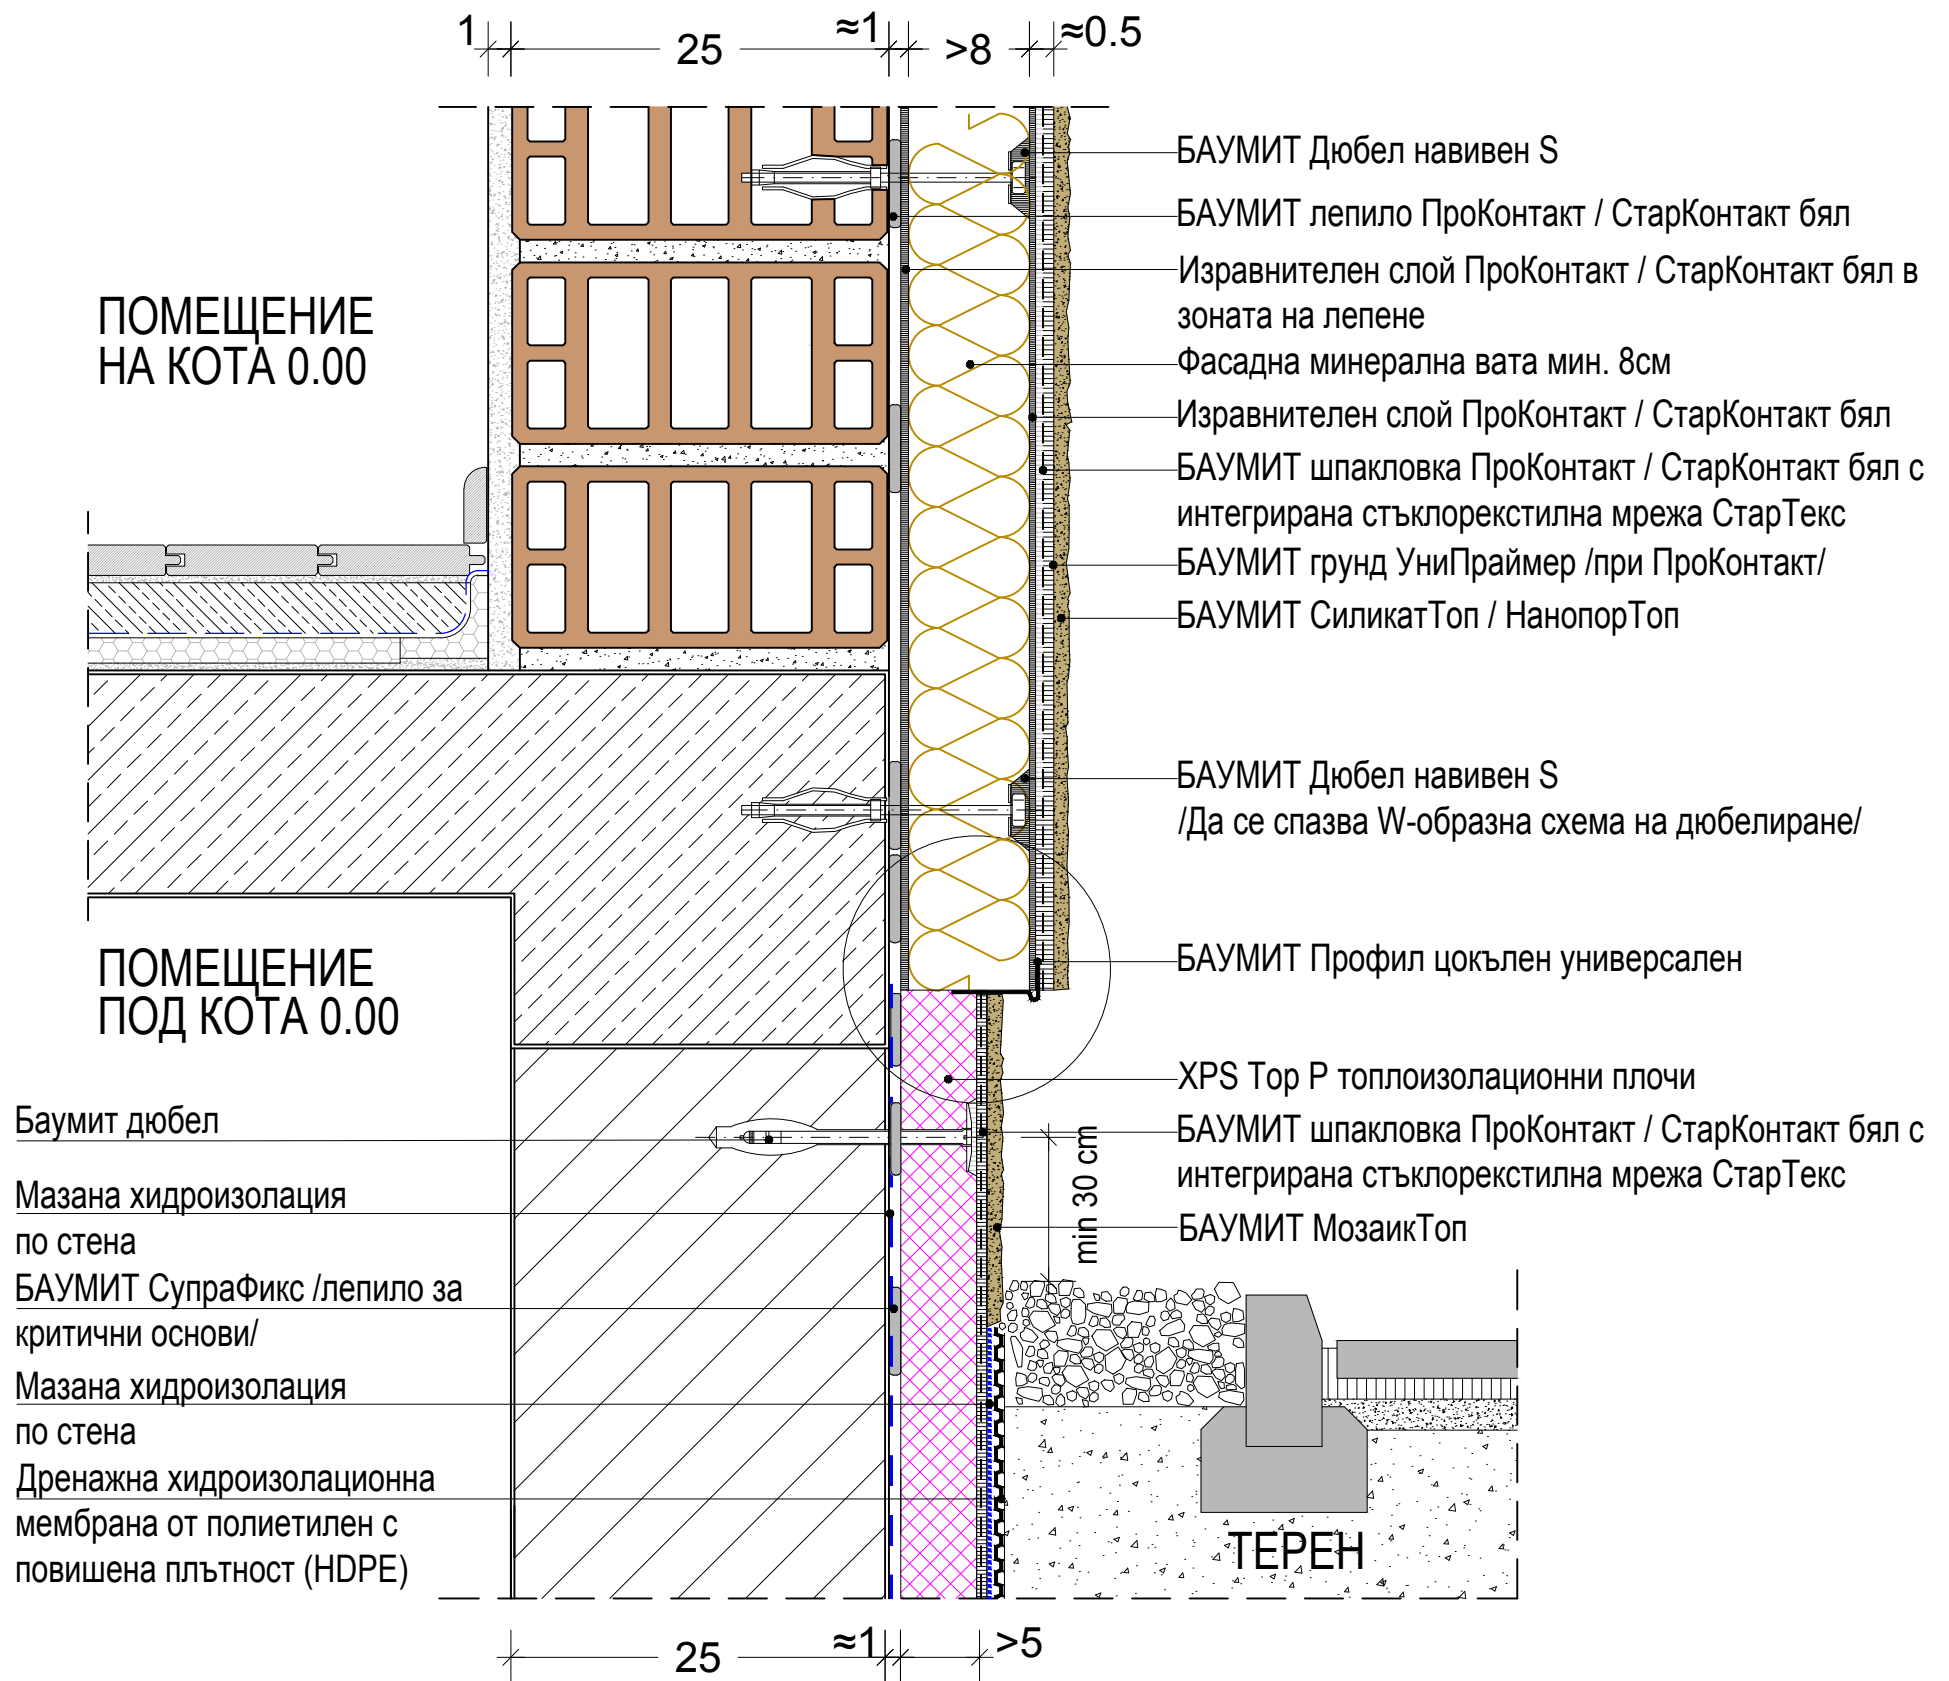 1
25
≈1
>8
≈0.5
БАУМИТ Дюбел навивен S
БАУМИТ лепило ПроКонтакт / СтарКонтакт бял
Изравнителен слой ПроКонтакт / СтарКонтакт бял в
зоната на лепене
Фасадна минерална вата мин. 8см
Изравнителен слой ПроКонтакт / СтарКонтакт бял
БАУМИТ шпакловка ПроКонтакт / СтарКонтакт бял с
интегрирана стъклорекстилна мрежа СтарТекс
БАУМИТ грунд УниПраймер /при ПроКонтакт/
БАУМИТ СиликатТоп / НанопорТоп
ПОМЕЩЕНИЕ
НА КОТА 0.00
БАУМИТ Дюбел навивен S
/Да се спазва W-образна схема на дюбелиране/
БАУМИТ Профил цокълен универсален
ПОМЕЩЕНИЕ
ПОД КОТА 0.00
XPS Top P топлоизолационни плочи
БАУМИТ шпакловка ПроКонтакт / СтарКонтакт бял с
интегрирана стъклорекстилна мрежа СтарТекс
БАУМИТ МозаикТоп
min 30 cm
Баумит дюбел
Мазана хидроизолация
по стена
БАУМИТ СупраФикс /лепило за
критични основи/
Мазана хидроизолация
по стена
Дренажна хидроизолационна
мембрана от полиетилен с
повишена плътност (HDPE)
ТЕРЕН
25
≈1
>5